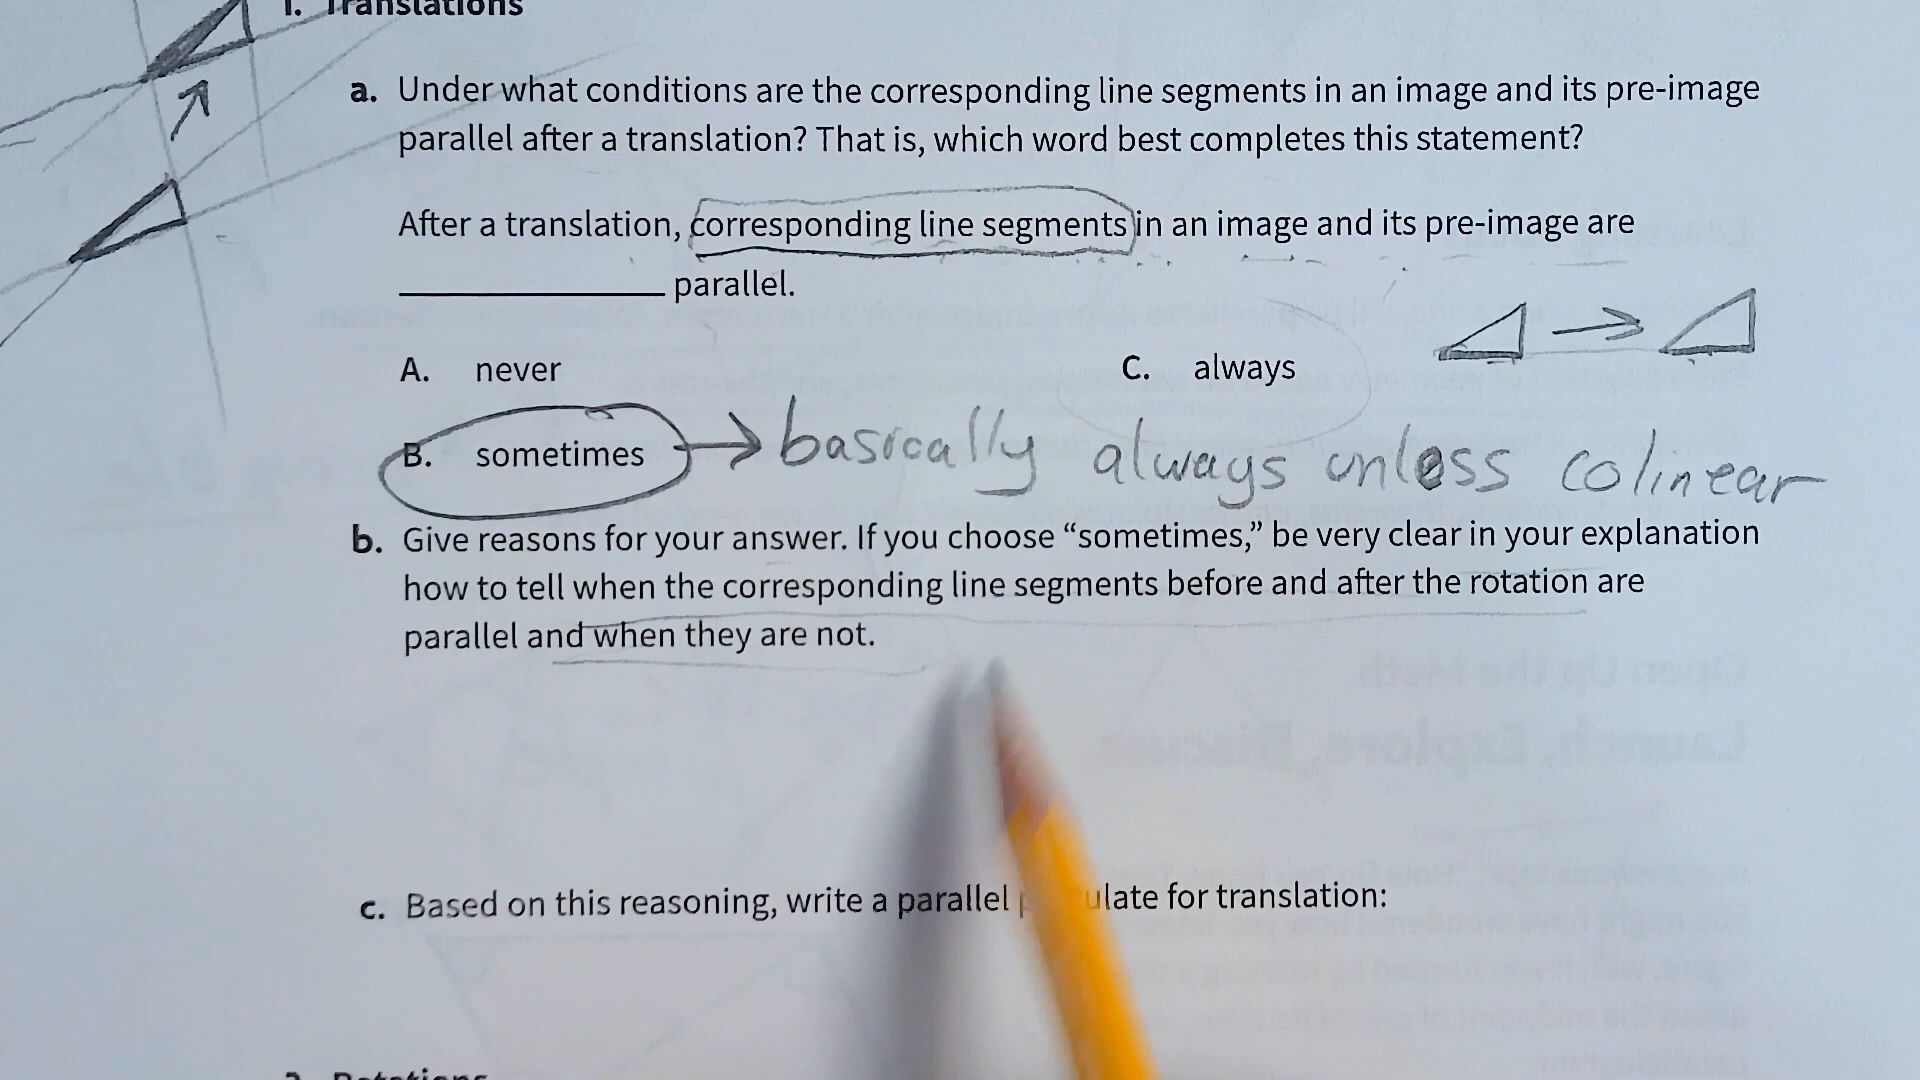 1. Translations
a. Under what conditions are the corresponding line segments in an image and its pre-image
parallel after a translation? That is, which word best completes this statement?
After a translation, corresponding line segments in an image and its pre-image are
______________ parallel.
A. never
C. always
B. sometimes → basically always unless colinear
b. Give reasons for your answer. If you choose “sometimes,” be very clear in your explanation
how to tell when the corresponding line segments before and after the rotation are
parallel and when they are not.
c. Based on this reasoning, write a parallel ulate for translation:
2. Rotations